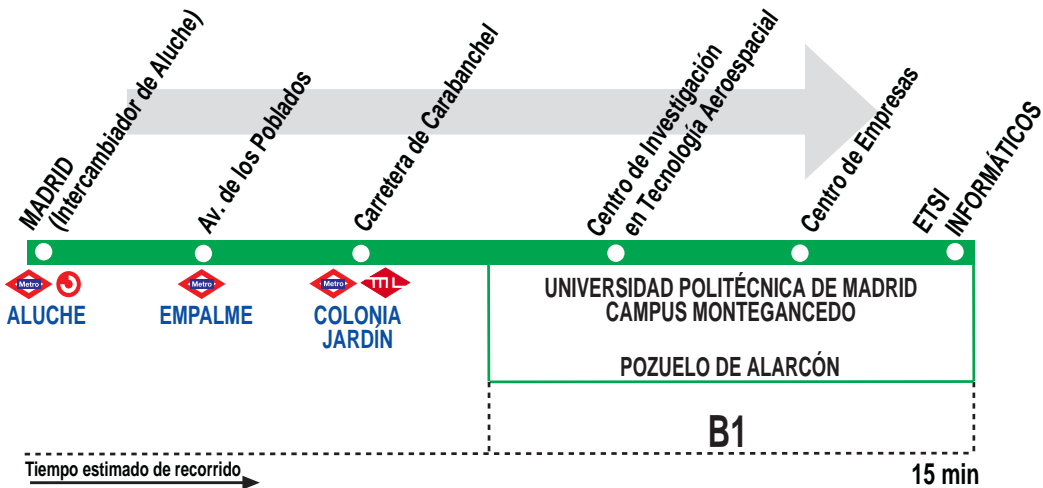 MADRID
(Intercambiador de Aluche)
Av. de los Poblados
Carretera de Carabanchel
Centro de Investigación
en Tecnología Aeroespacial
Centro de Empresas
ETSI
INFORMÁTICOS
Metro
ALUCHE
Metro
EMPALME
Metro
ML
COLONIA
JARDÍN
UNIVERSIDAD POLITÉCNICA DE MADRID
CAMPUS MONTEGANCEDO
POZUELO DE ALARCÓN
B1
Tiempo estimado de recorrido
15 min